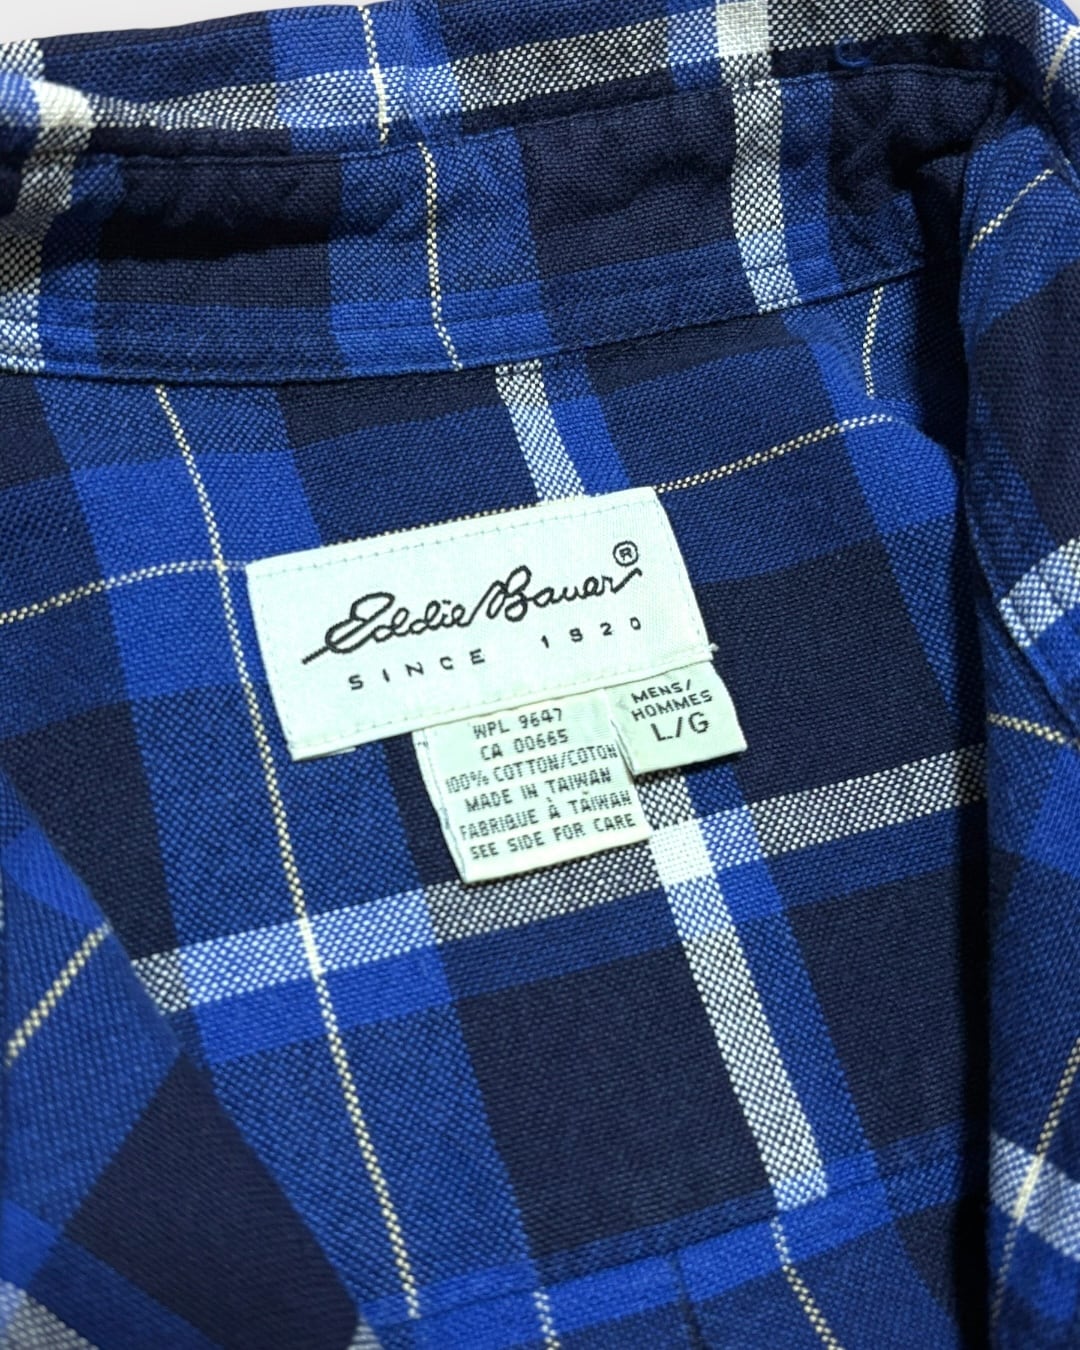 Eddie Bauer®
SINCE 1920
MENS/
HOMMES
L/G
WPL 9647
CA 00665
100% COTTON/COTON
MADE IN TAIWAN
FABRIQUE À TAIWAN
SEE SIDE FOR CARE